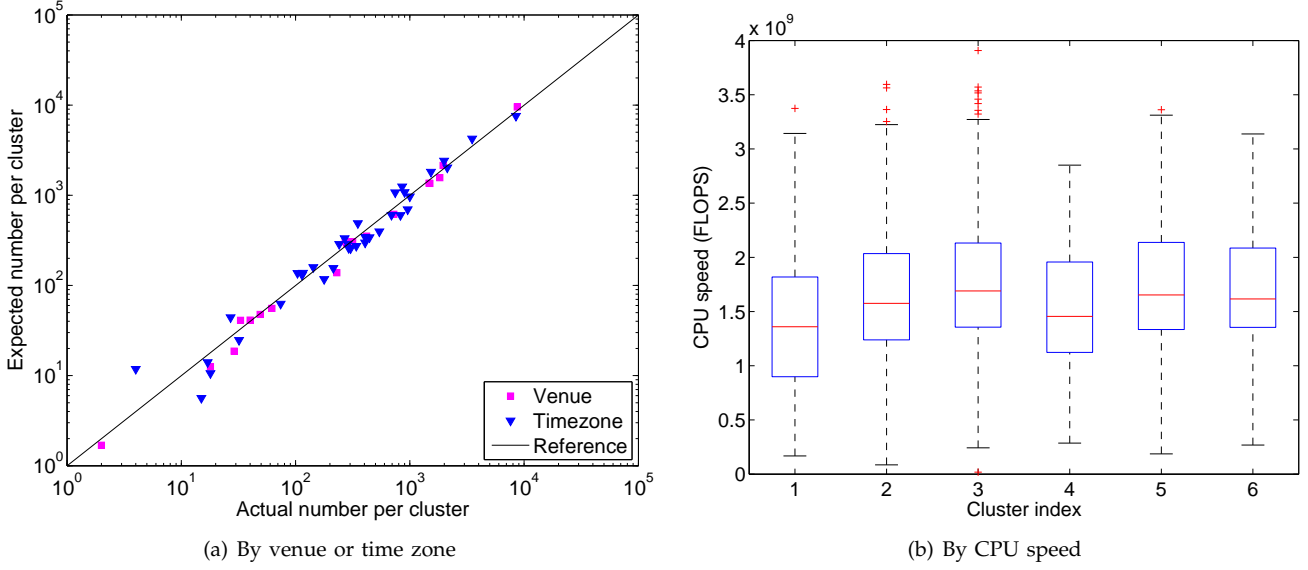 10^5
10^4
10^3
10^2
10^1
10^0
Expected number per cluster
10^0 10^1 10^2 10^3 10^4 10^5
Actual number per cluster
Venue
Timezone
Reference
(a) By venue or time zone
x 10^9
4
3.5
3
2.5
2
1.5
1
0.5
0
CPU speed (FLOPS)
1 2 3 4 5 6
Cluster index
(b) By CPU speed